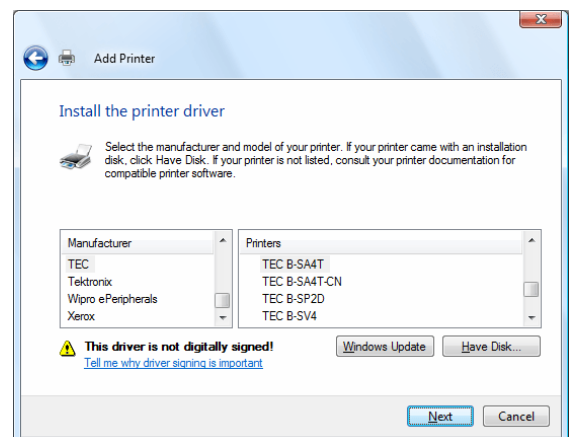 Add Printer
Install the printer driver
Select the manufacturer and model of your printer. If your printer came with an installation
disk, click Have Disk. If your printer is not listed, consult your printer documentation for
compatible printer software.
Manufacturer
TEC
Tektronix
Wipro ePeripherals
Xerox
Printers
TEC B-SA4T
TEC B-SA4T-CN
TEC B-SP2D
TEC B-SV4
This driver is not digitally signed!
Tell me why driver signing is important
Windows Update
Have Disk...
Next
Cancel